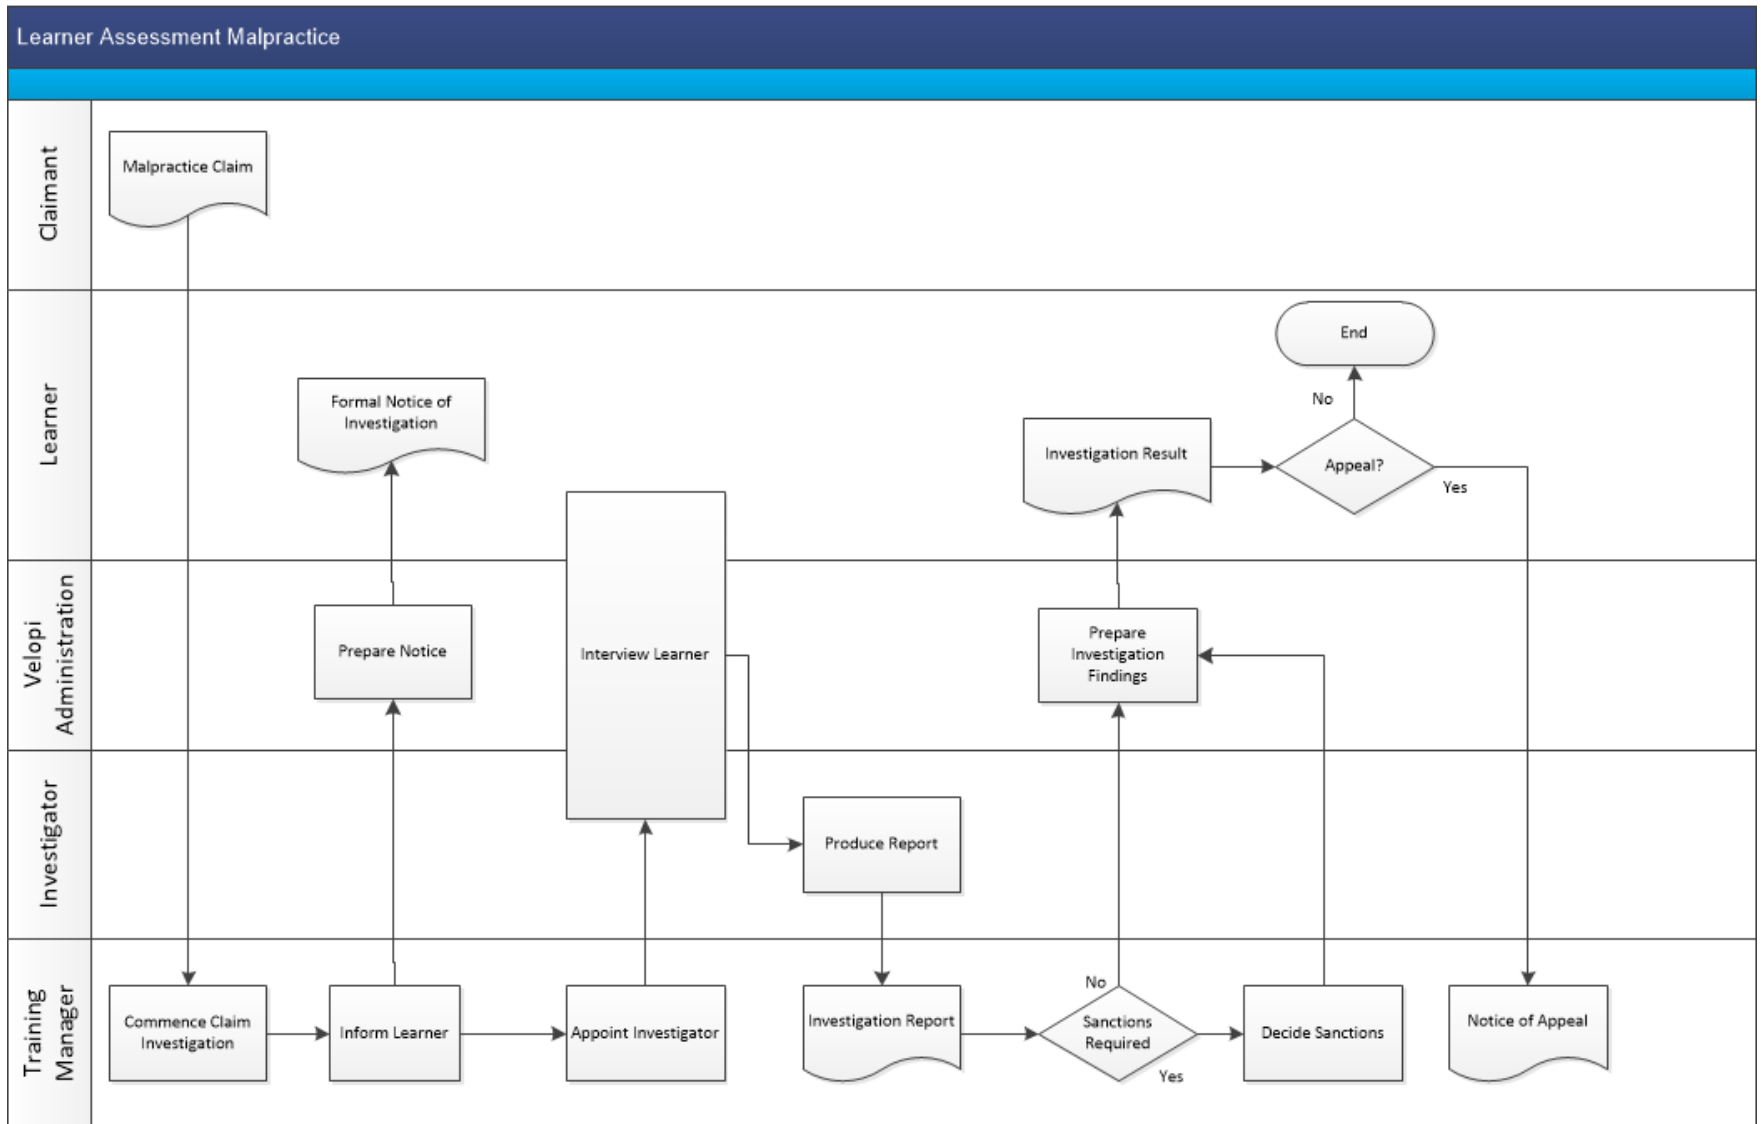 Learner Assessment Malpractice
Claimant
Malpractice Claim
Learner
Formal Notice of
Investigation
Investigation Result
End
No
Appeal?
Yes
Velopi
Administration
Prepare Notice
Interview Learner
Prepare
Investigation
Findings
Investigator
Produce Report
Training
Manager
Commence Claim
Investigation
Inform Learner
Appoint Investigator
Investigation Report
No
Sanctions
Required
Yes
Decide Sanctions
Notice of Appeal